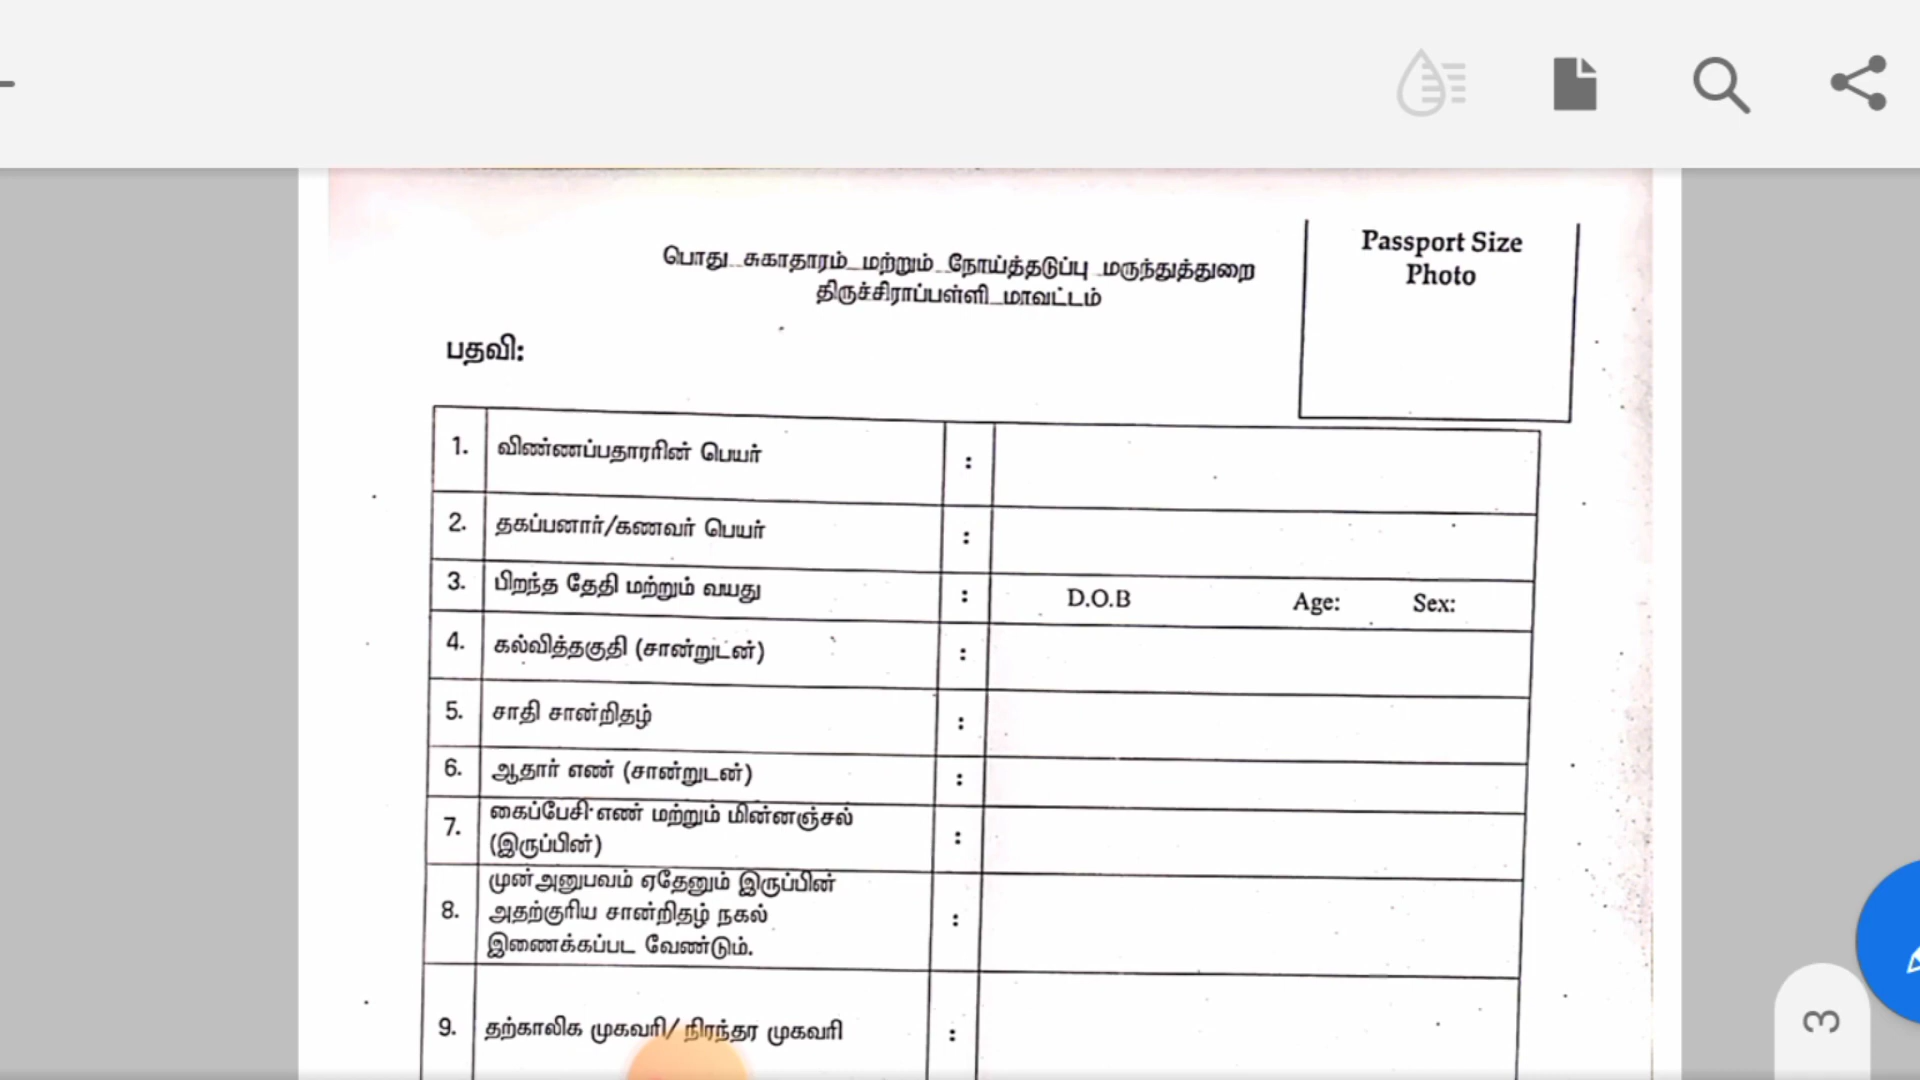 Passport Size
Photo
பொது சுகாதாரம் மற்றும் நோய்த்தடுப்பு மருந்துத்துறை
திருச்சிராப்பள்ளி மாவட்டம்
பதவி:
1. விண்ணப்பதாரரின் பெயர் :
2. தகப்பனார்/கணவர் பெயர் :
3. பிறந்த தேதி மற்றும் வயது : D.O.B Age: Sex:
4. கல்வித்தகுதி (சான்றுடன்) :
5. சாதி சான்றிதழ் :
6. ஆதார் எண் (சான்றுடன்) :
7. கைப்பேசி எண் மற்றும் மின்னஞ்சல்
(இருப்பின்) :
8. முன்அனுபவம் ஏதேனும் இருப்பின்
அதற்குரிய சான்றிதழ் நகல் :
இணைக்கப்பட வேண்டும்.
9. தற்காலிக முகவரி/ நிரந்தர முகவரி :
3